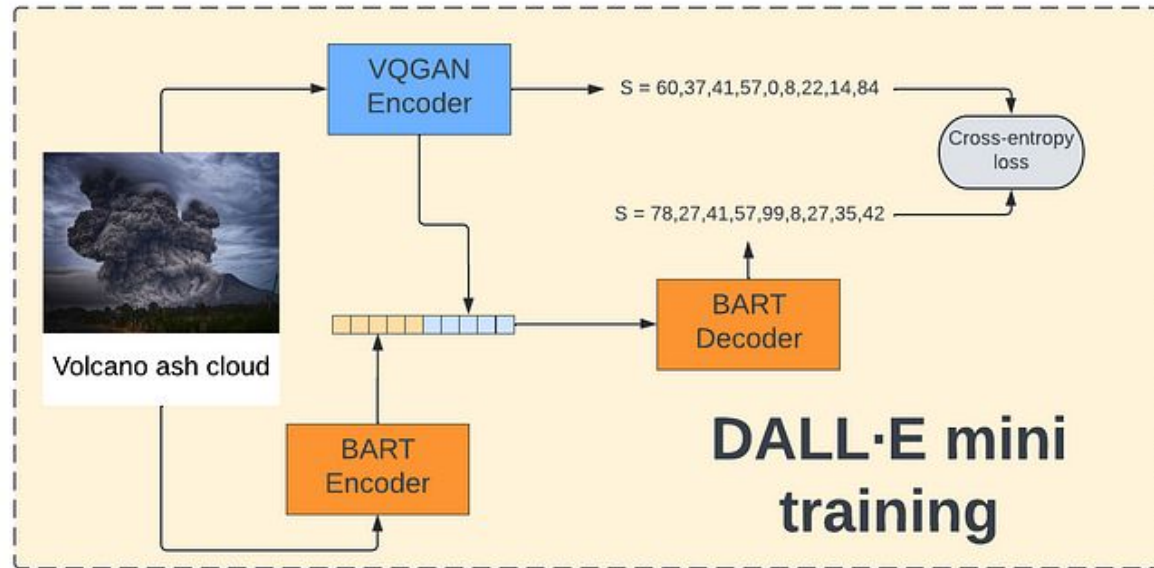 VQGAN
Encoder
S = 60,37,41,57,0,8,22,14,84
Cross-entropy
loss
S = 78,27,41,57,99,8,27,35,42
Volcano ash cloud
BART
Decoder
BART
Encoder
DALL·E mini
training